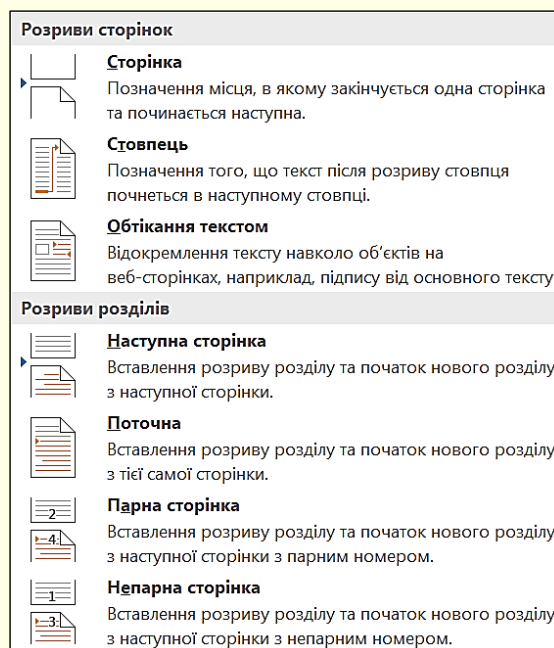 Розриви сторінок
Сторінка
Позначення місця, в якому закінчується одна сторінка
та починається наступна.
Стовпець
Позначення того, що текст після розриву стовпця
почнеться в наступному стовпці.
Обтікання текстом
Відокремлення тексту навколо об‘єктів на
веб-сторінках, наприклад, підпису від основного тексту
Розриви розділів
Наступна сторінка
Вставлення розриву розділу та початок нового розділу
з наступної сторінки.
Поточна
Вставлення розриву розділу та початок нового розділу
з тієї самої сторінки.
2
4
Парна сторінка
Вставлення розриву розділу та початок нового розділу
з наступної сторінки з парним номером.
1
3
Непарна сторінка
Вставлення розриву розділу та початок нового розділу
з наступної сторінки з непарним номером.